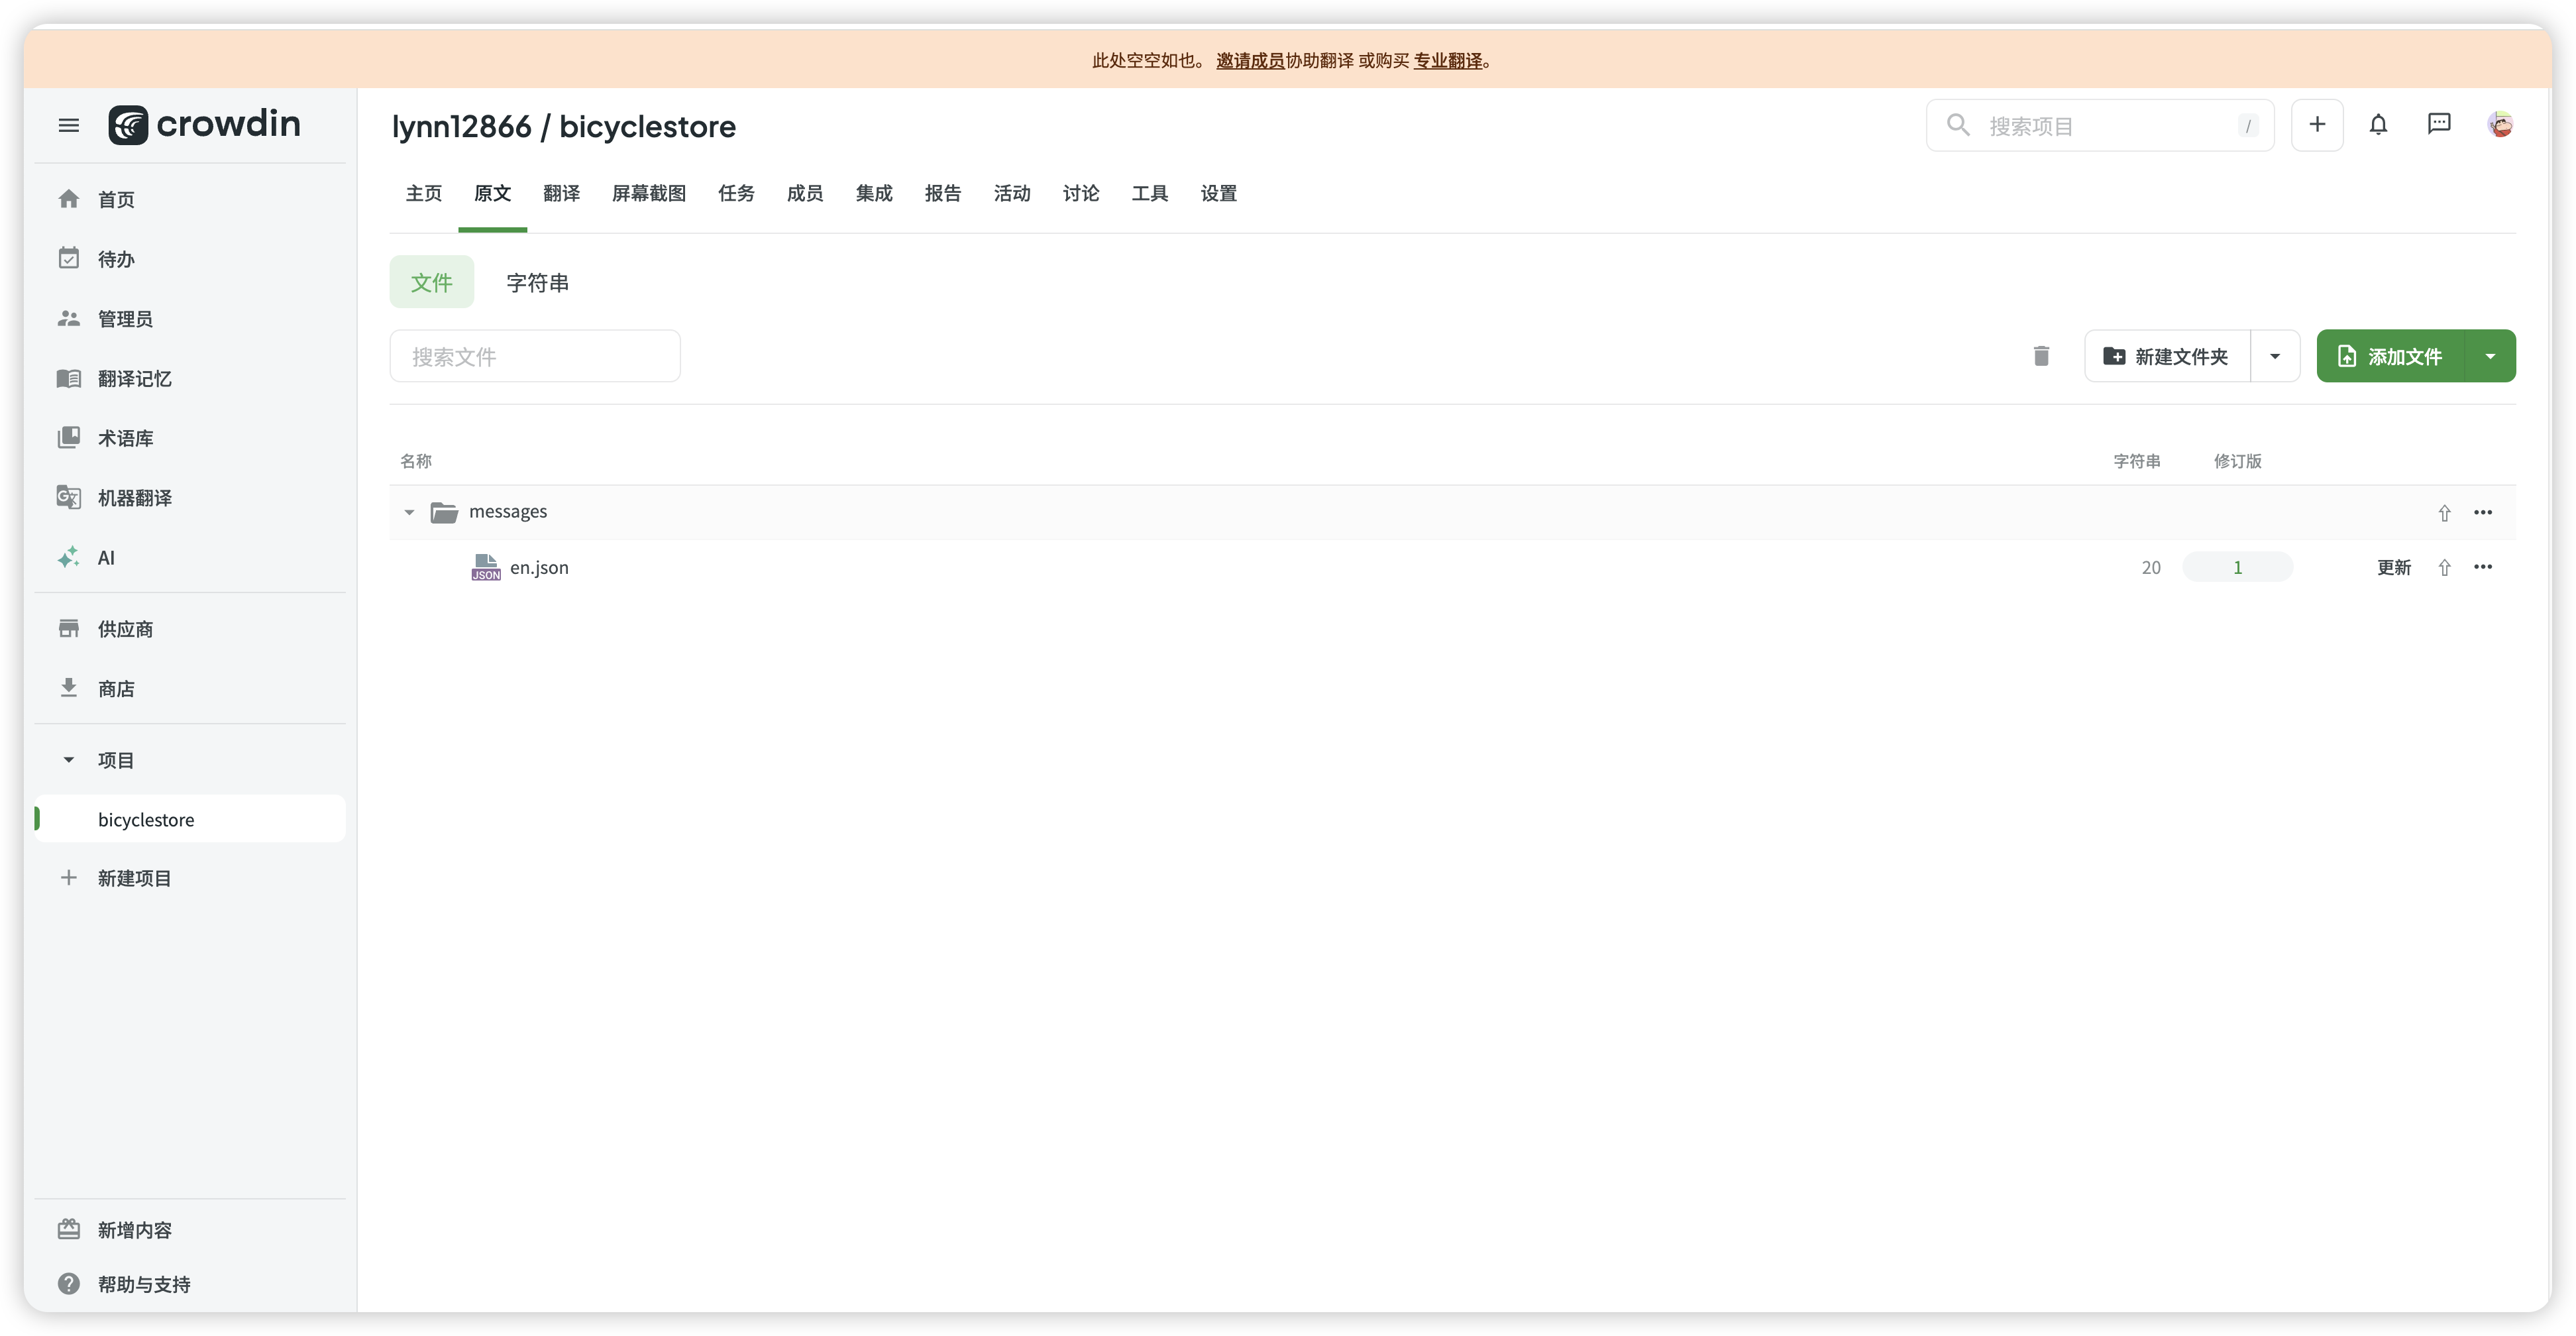 此处空空如也。 邀请成员协助翻译 或购买 专业翻译。
crowdin
lynn12866 / bicyclestore
搜索项目 /
主页 原文 翻译 屏幕截图 任务 成员 集成 报告 活动 讨论 工具 设置
首页
待办
管理员
翻译记忆
术语库
机器翻译
AI
供应商
商店
项目
bicyclestore
新建项目
新增内容
帮助与支持
文件 字符串
搜索文件
新建文件夹
添加文件
名称 字符串 修订版
messages
JSON en.json 20 1 更新